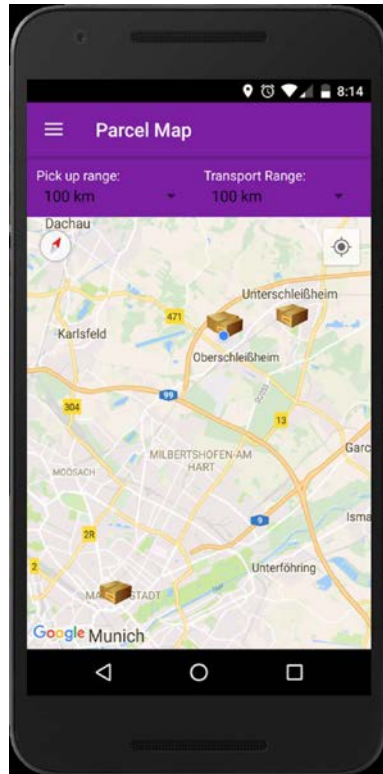 8:14
Parcel Map
Pick up range:
Transport Range:
100 km
100 km
Dachau
Unterschleißheim
471
Karlsfeld
Oberschleißheim
99
304
13
MILBERTSHOFEN-AM
HART
Garc
MOOSACH
9
Isma
2R
2
Unterföhring
STADT
Google
Munich